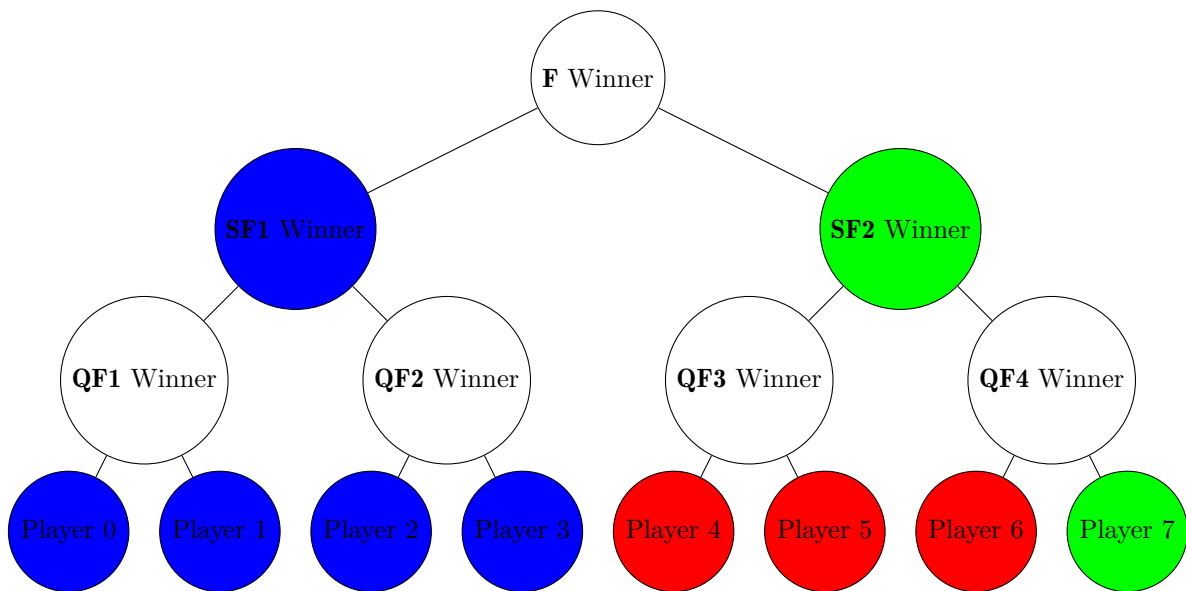 F Winner
SF1 Winner
SF2 Winner
QF1 Winner
QF2 Winner
QF3 Winner
QF4 Winner
Player 0
Player 1
Player 2
Player 3
Player 4
Player 5
Player 6
Player 7